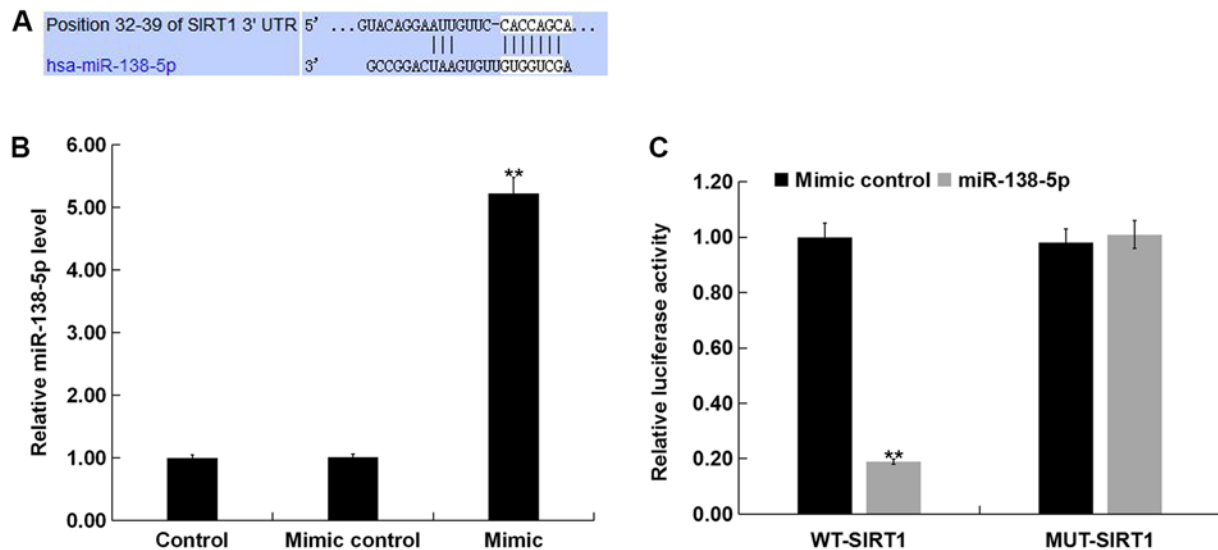 A
Position 32-39 of SIRT1 3' UTR 5' ...GUACAGGAAUUGUUC-CACCAGCA...
hsa-miR-138-5p 3' GCCGGACUAAGUGUUGUGGUCGA
B
Relative miR-138-5p level
6.00
5.00
4.00
3.00
2.00
1.00
0.00
**
Control Mimic control Mimic
C
Relative luciferase activity
1.20
1.00
0.80
0.60
0.40
0.20
0.00
Mimic control miR-138-5p
**
WT-SIRT1 MUT-SIRT1